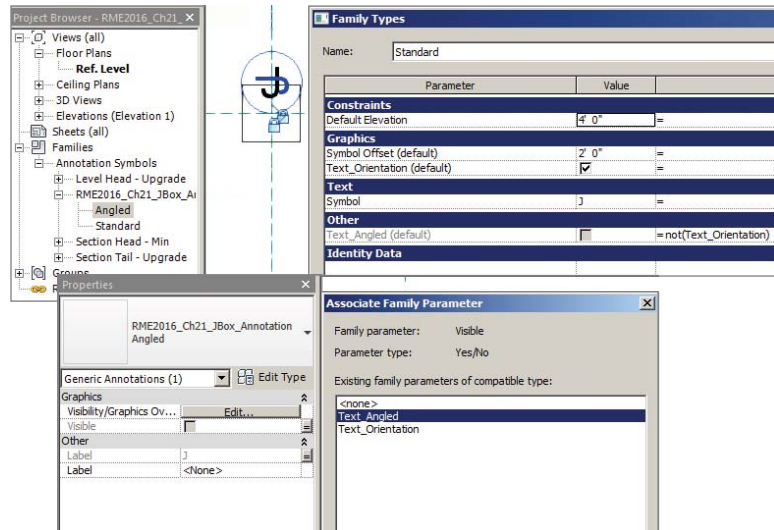 Project Browser - RME2016_Ch21_
Views (all)
Floor Plans
Ref. Level
Ceiling Plans
3D Views
Elevations (Elevation 1)
Sheets (all)
Families
Annotation Symbols
Level Head - Upgrade
RME2016_Ch21_JBox_A
Angled
Standard
Section Head - Min
Section Tail - Upgrade
Groups
J
J
Family Types
Name: Standard
Parameter Value
Constraints
Default Elevation 4' 0" =
Graphics
Symbol Offset (default) 2' 0" =
Text_Orientation (default) =
Text
Symbol J =
Other
Text_Angled (default) =not(Text_Orientation)
Identity Data
Properties
RME2016_Ch21_JBox_Annotation
Angled
Generic Annotations (1) Edit Type
Graphics
Visibility/Graphics Ov... Edit...
Visible =
Other
Label J =
Label <None>
Associate Family Parameter
Family parameter: Visible
Parameter type: Yes/No
Existing family parameters of compatible type:
<none>
Text_Angled
Text_Orientation